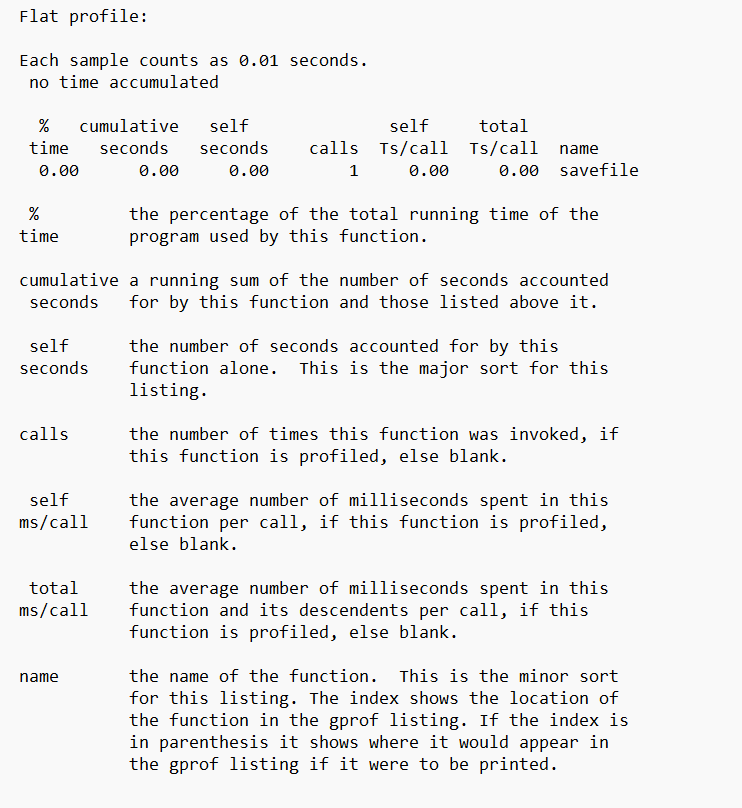 Flat profile:

Each sample counts as 0.01 seconds.
 no time accumulated

  %   cumulative   self              self     total
 time   seconds   seconds    calls  Ts/call  Ts/call  name
  0.00      0.00     0.00        1     0.00     0.00  savefile

 %         the percentage of the total running time of the
time       program used by this function.

cumulative a running sum of the number of seconds accounted
 seconds   for by this function and those listed above it.

 self      the number of seconds accounted for by this
seconds    function alone.  This is the major sort for this
           listing.

calls      the number of times this function was invoked, if
           this function is profiled, else blank.

 self      the average number of milliseconds spent in this
ms/call    function per call, if this function is profiled,
           else blank.

 total     the average number of milliseconds spent in this
ms/call    function and its descendents per call, if this
           function is profiled, else blank.

name       the name of the function.  This is the minor sort
           for this listing. The index shows the location of
           the function in the gprof listing. If the index is
           in parenthesis it shows where it would appear in
           the gprof listing if it were to be printed.